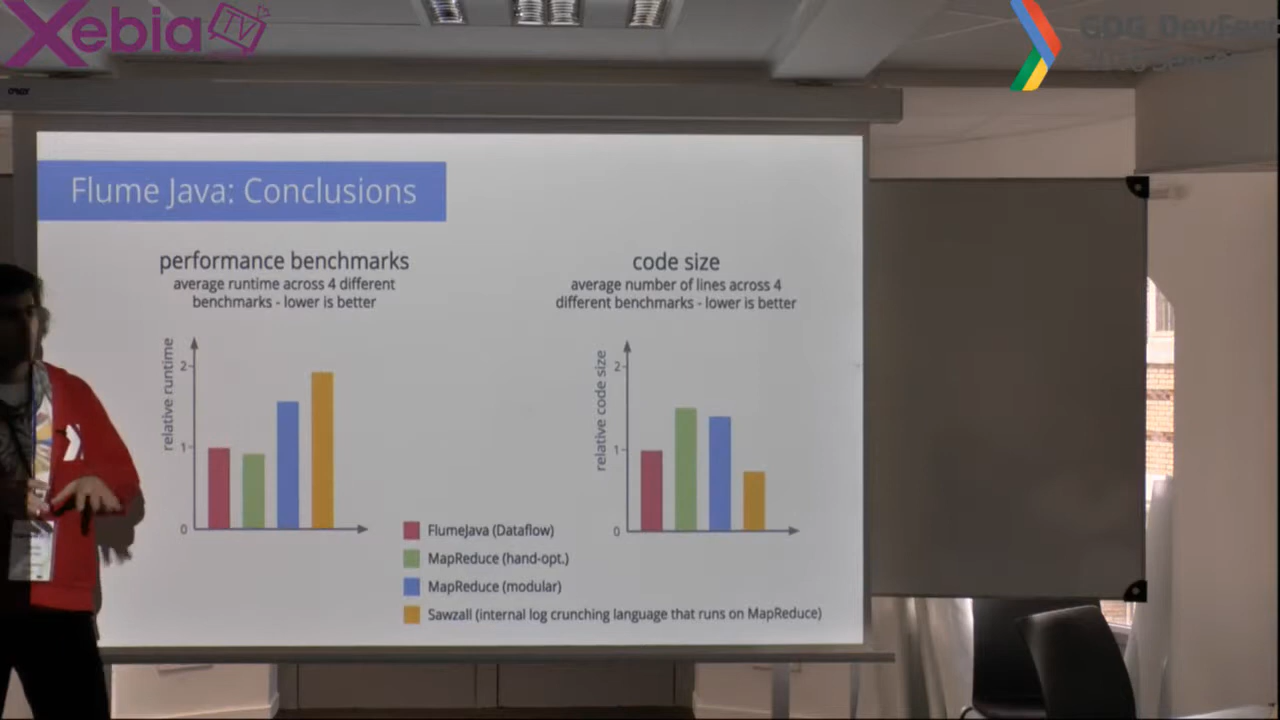 Xebia TV
GDG DevFest
Flume Java: Conclusions
performance benchmarks
average runtime across 4 different
benchmarks - lower is better
relative runtime
2
1
0
code size
average number of lines across 4
different benchmarks - lower is better
relative code size
2
1
0
FlumeJava (Dataflow)
MapReduce (hand-opt.)
MapReduce (modular)
Sawzall (internal log crunching language that runs on MapReduce)